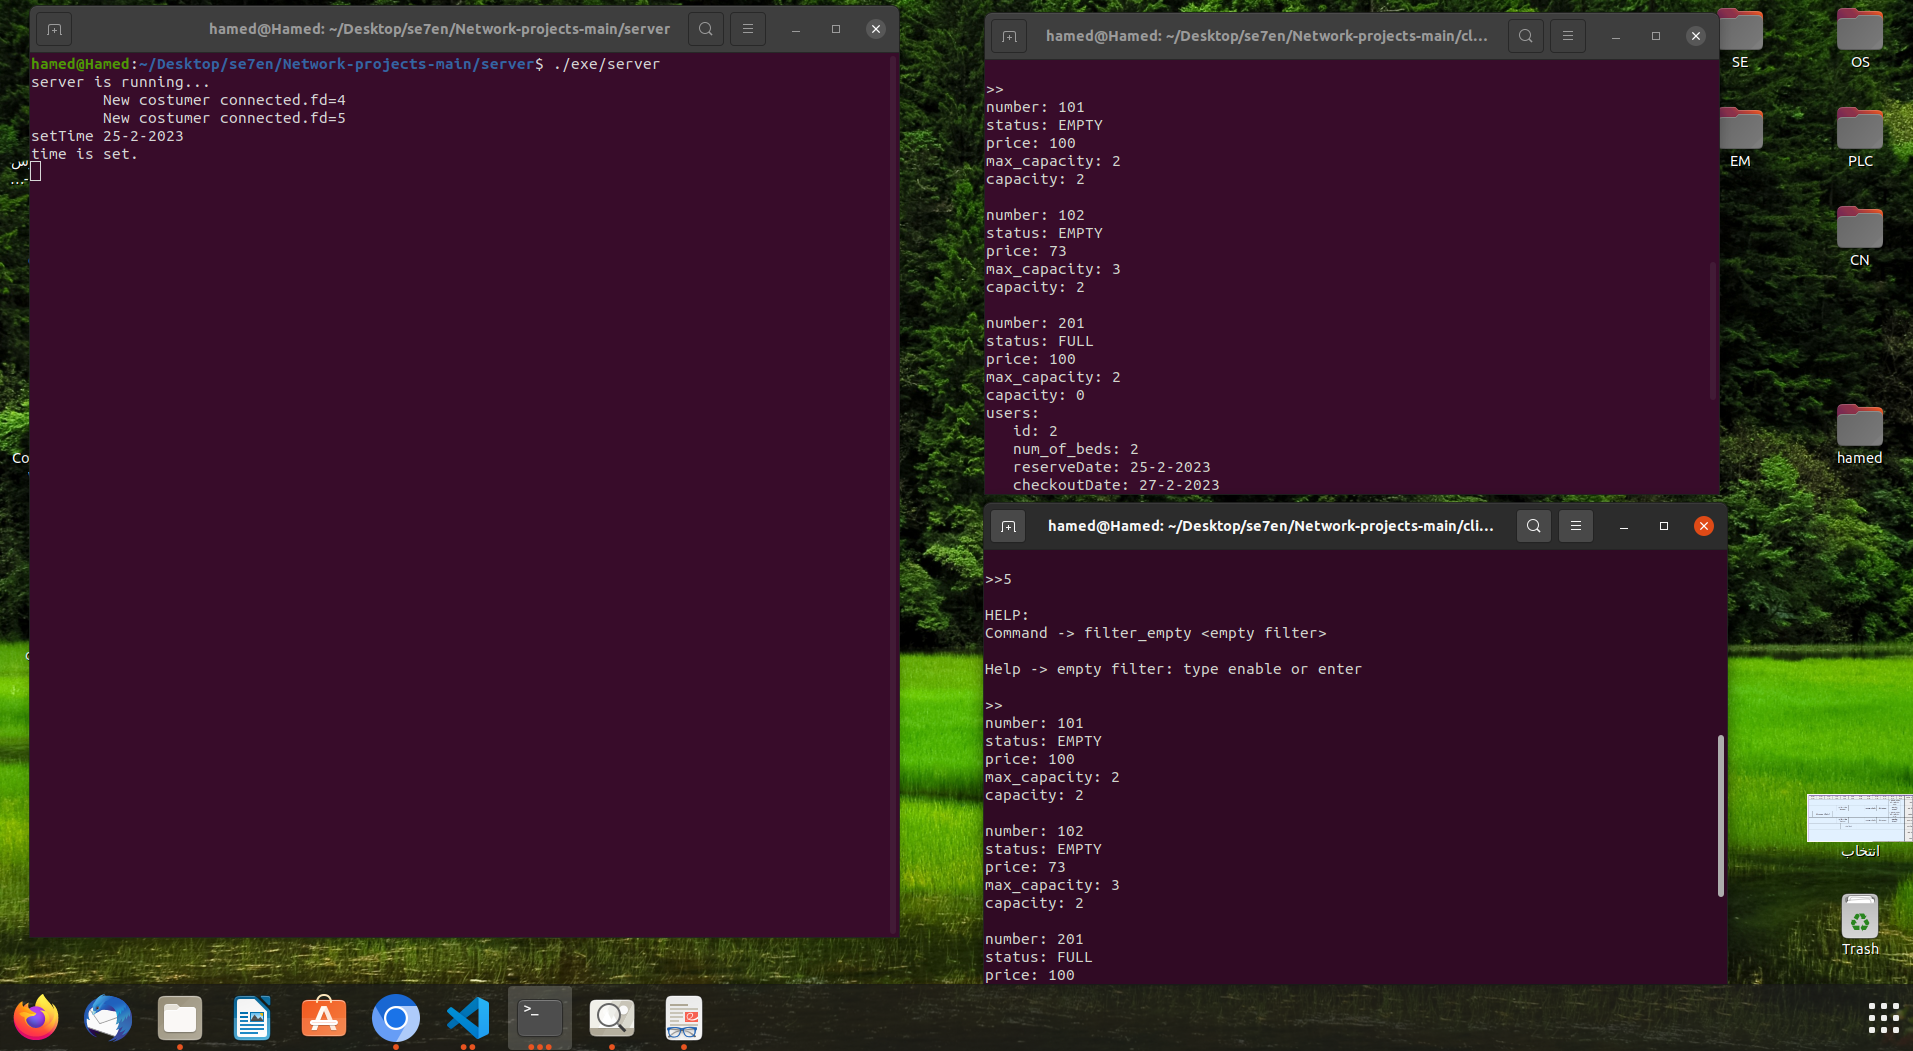 hamed@Hamed: ~/Desktop/se7en/Network-projects-main/server
hamed@Hamed:~/Desktop/se7en/Network-projects-main/server$ ./exe/server
server is running...
New costumer connected.fd=4
New costumer connected.fd=5
setTime 25-2-2023
time is set.
hamed@Hamed: ~/Desktop/se7en/Network-projects-main/cl...
>>
number: 101
status: EMPTY
price: 100
max_capacity: 2
capacity: 2
number: 102
status: EMPTY
price: 73
max_capacity: 3
capacity: 2
number: 201
status: FULL
price: 100
max_capacity: 2
capacity: 0
users:
id: 2
num_of_beds: 2
reserveDate: 25-2-2023
checkoutDate: 27-2-2023
hamed@Hamed: ~/Desktop/se7en/Network-projects-main/cli...
>>5
HELP:
Command -> filter_empty <empty filter>
Help -> empty filter: type enable or enter
>>
number: 101
status: EMPTY
price: 100
max_capacity: 2
capacity: 2
number: 102
status: EMPTY
price: 73
max_capacity: 3
capacity: 2
number: 201
status: FULL
price: 100
SE
OS
EM
PLC
CN
hamed
انتخاب
Trash
Co